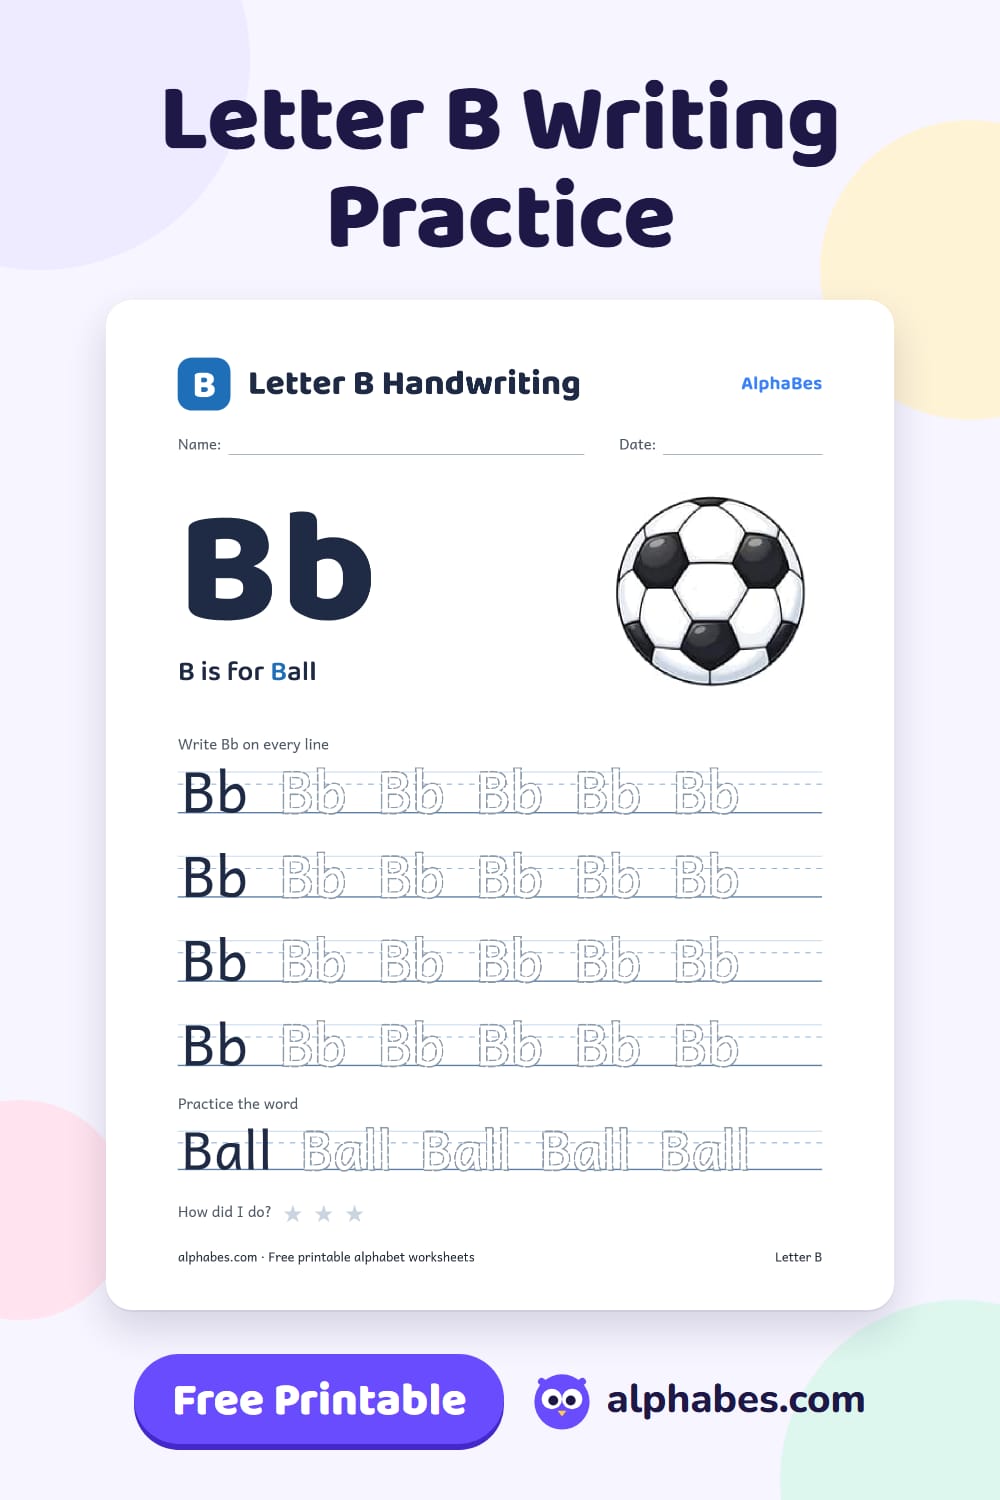 Letter B Writing
Practice
B Letter B Handwriting AlphaBes
Name: Date:
Bb
B is for Ball
Write Bb on every line
Bb Bb Bb Bb Bb Bb
Bb Bb Bb Bb Bb Bb
Bb Bb Bb Bb Bb Bb
Bb Bb Bb Bb Bb Bb
Practice the word
Ball Ball Ball Ball Ball
How did I do? ★ ★ ★
alphabes.com · Free printable alphabet worksheets Letter B
Free Printable alphabes.com